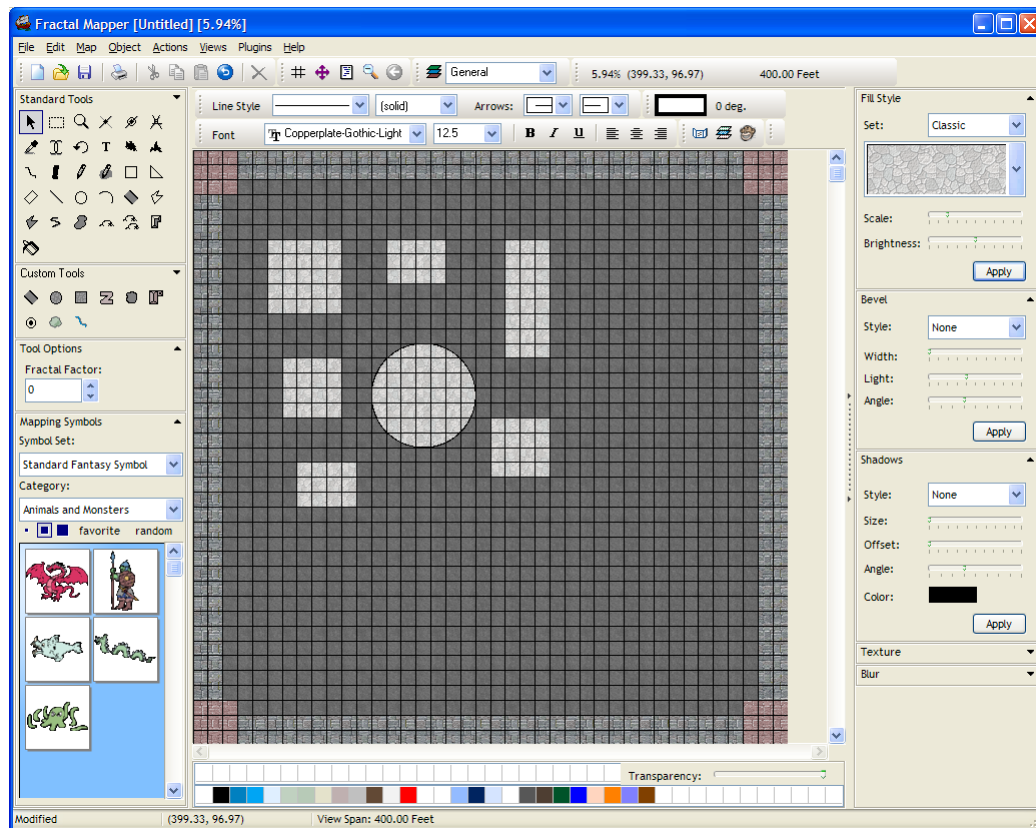 Fractal Mapper [Untitled] [5.94%]
File Edit Map Object Actions Views Plugins Help
General 5.94% (399.33, 96.97) 400.00 Feet
Standard Tools
Line Style (solid) Arrows: 0 deg.
Font Copperplate-Gothic-Light 12.5 B I u
T
Custom Tools
Tool Options
Fractal Factor:
0
Mapping Symbols
Symbol Set:
Standard Fantasy Symbol
Category:
Animals and Monsters
favorite random
Fill Style
Set: Classic
Scale:
Brightness:
Apply
Bevel
Style: None
Width:
Light:
Angle:
Apply
Shadows
Style: None
Size:
Offset:
Angle:
Color:
Apply
Texture
Blur
Transparency:
Modified (399.33, 96.97) View Span: 400.00 Feet